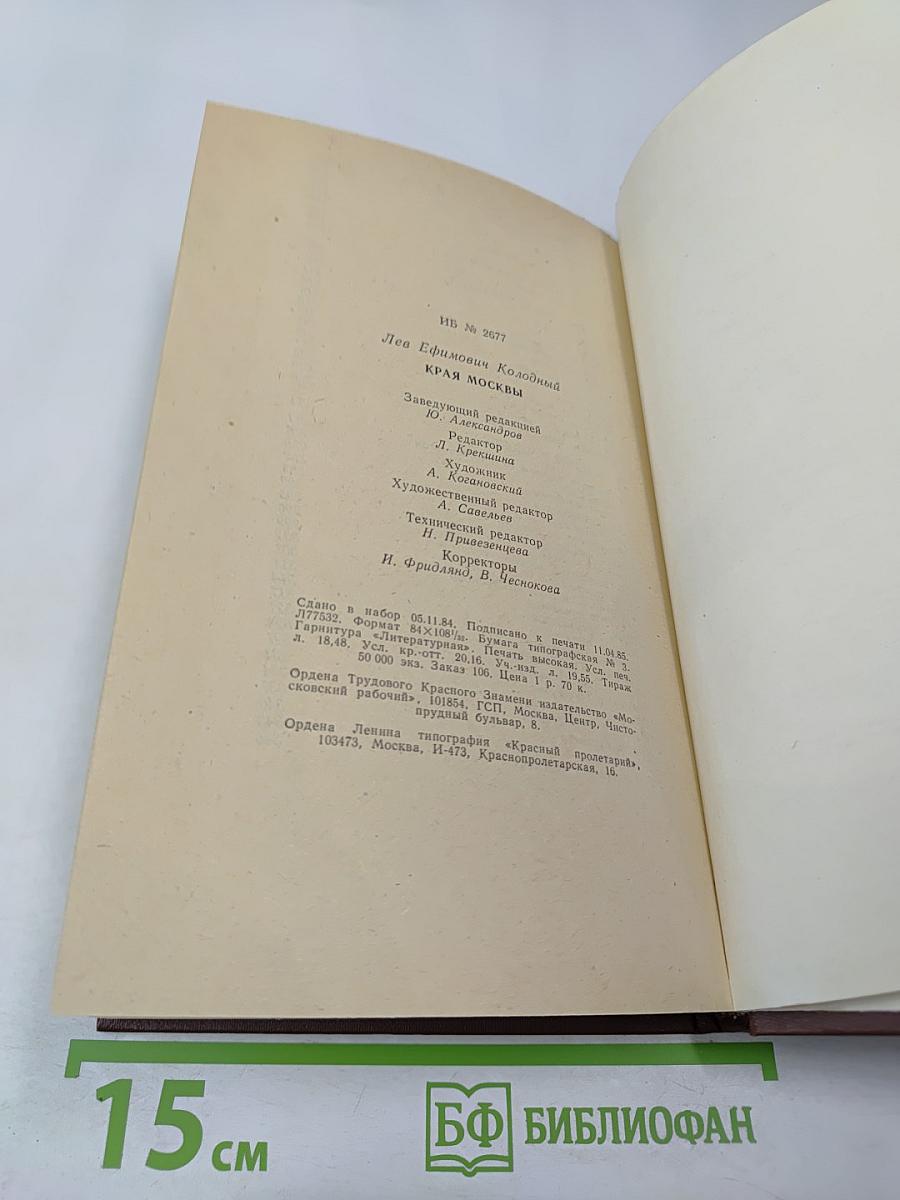 ИБ № 2677
Лев Ефимович Колодный
КРАЯ МОСКВЫ
Заведующий редакцией
Ю. Александров
Редактор
Л. Крекшина
Художник
А. Когановский
Художественный редактор
А. Савельев
Технический редактор
Н. Привезенцева
Корректоры
И. Фридлянд, В. Чеснокова
Сдано в набор 05.11.84. Подписано к печати 11.04.85.
Л77532. Формат 84×108¹/₃₂. Бумага типографская № 3.
Гарнитура «Литературная». Печать высокая. Усл. печ.
л. 18,48. Усл. кр.-отт. 20,16. Уч.-изд. л. 19,55. Тираж
50 000 экз. Заказ 106. Цена 1 р. 70 к.
Ордена Трудового Красного Знамени издательство «Мо-
сковский рабочий», 101854, ГСП, Москва, Центр, Чисто-
прудный бульвар, 8.
Ордена Ленина типография «Красный пролетарий»,
103473, Москва, И-473, Краснопролетарская, 16.
15 см
БФ БИБЛИОФАН